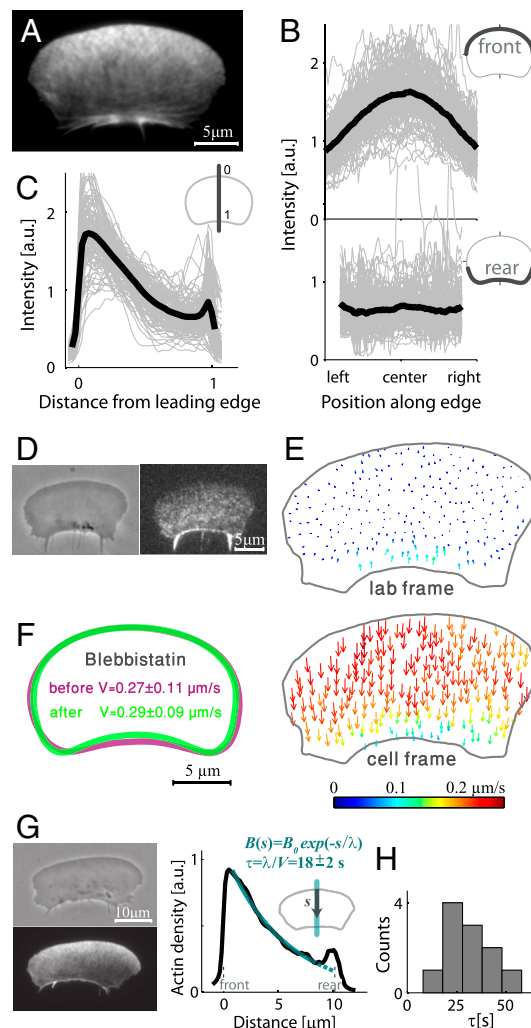 A
5μm
B
Intensity [a.u.]
2
1
0
front
1
0
rear
left center right
Position along edge
C
Intensity [a.u.]
2
1
0
0
1
0 1
Distance from leading edge
D
5μm
E
lab frame
cell frame
0 0.1 0.2 μm/s
F
Blebbistatin
before V=0.27±0.11 μm/s
after V=0.29±0.09 μm/s
5 μm
G
10μm
Actin density [a.u.]
1
0.5
0
B(s)=B₀ exp(-s/λ)
τ=λ/V=18±2 s
s
front rear
0 5 10
Distance [μm]
H
Counts
4
2
0
25 50
τ[s]